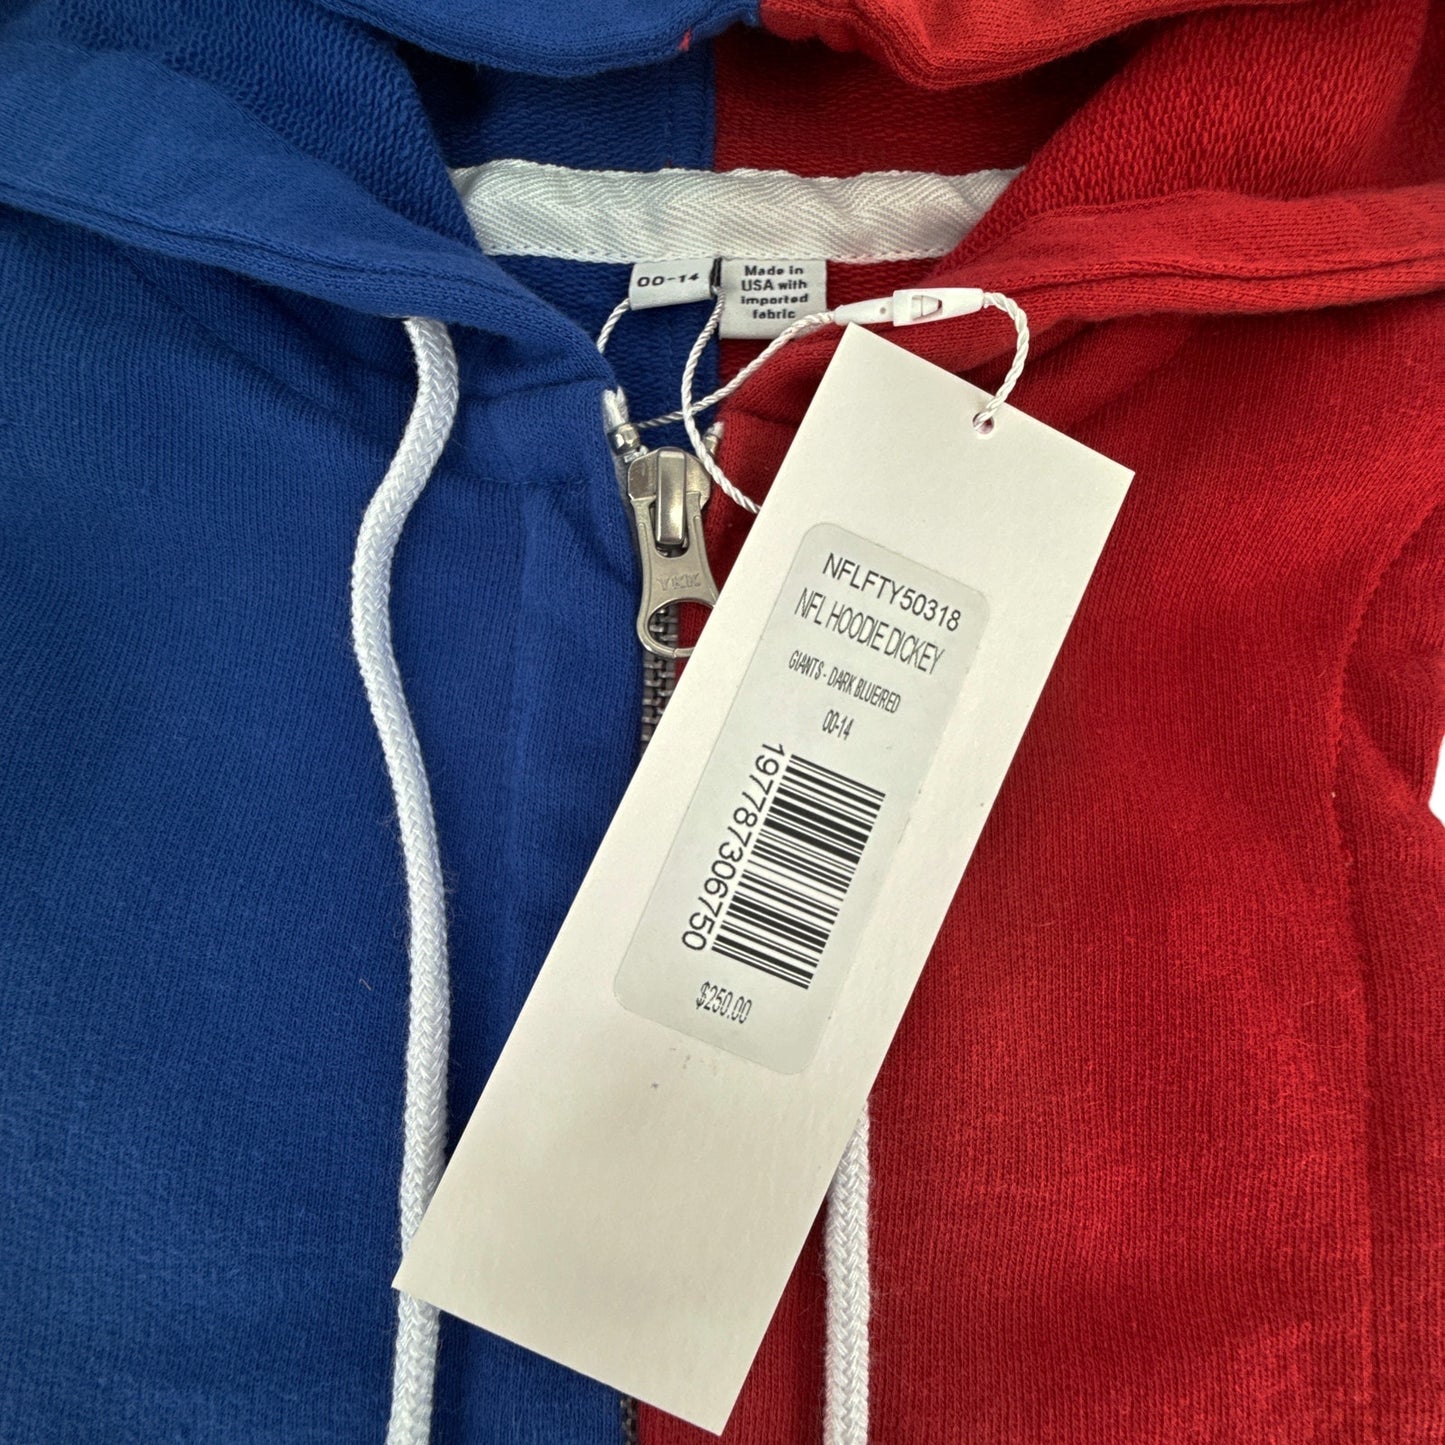 00-14
Made in
USA with
imported
fabric
YKK
NFLFTY50318
NFL HOODIE DICKEY
GIANTS - DARK BLUE/RED
00-14
197787306750
$250.00